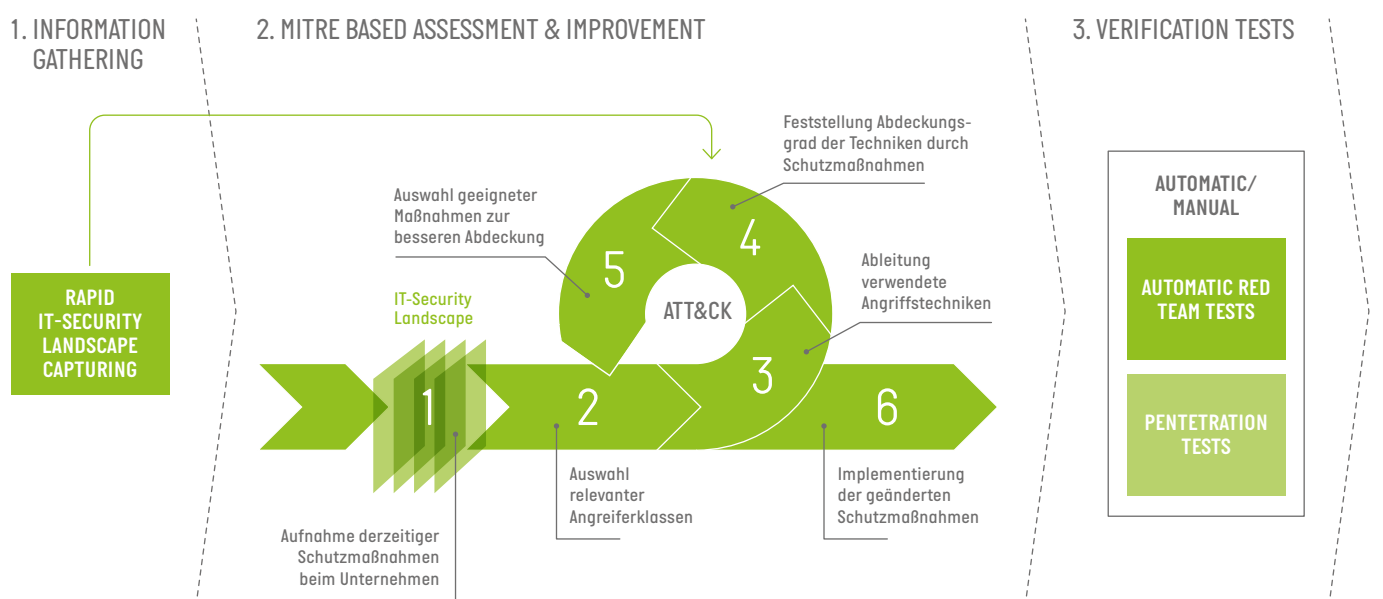 1. INFORMATION
GATHERING
2. MITRE BASED ASSESSMENT & IMPROVEMENT
3. VERIFICATION TESTS
RAPID
IT-SECURITY
LANDSCAPE
CAPTURING
Feststellung Abdeckungs-
grad der Techniken durch
Schutzmaßnahmen
Auswahl geeigneter
Maßnahmen zur
besseren Abdeckung
Ableitung
verwendete
Angriffstechniken
IT-Security
Landscape
5
4
ATT&CK
3
1
2
6
Auswahl
relevanter
Angreiferklassen
Implementierung
der geänderten
Schutzmaßnahmen
Aufnahme derzeitiger
Schutzmaßnahmen
beim Unternehmen
AUTOMATIC/
MANUAL
AUTOMATIC RED
TEAM TESTS
PENTETRATION
TESTS